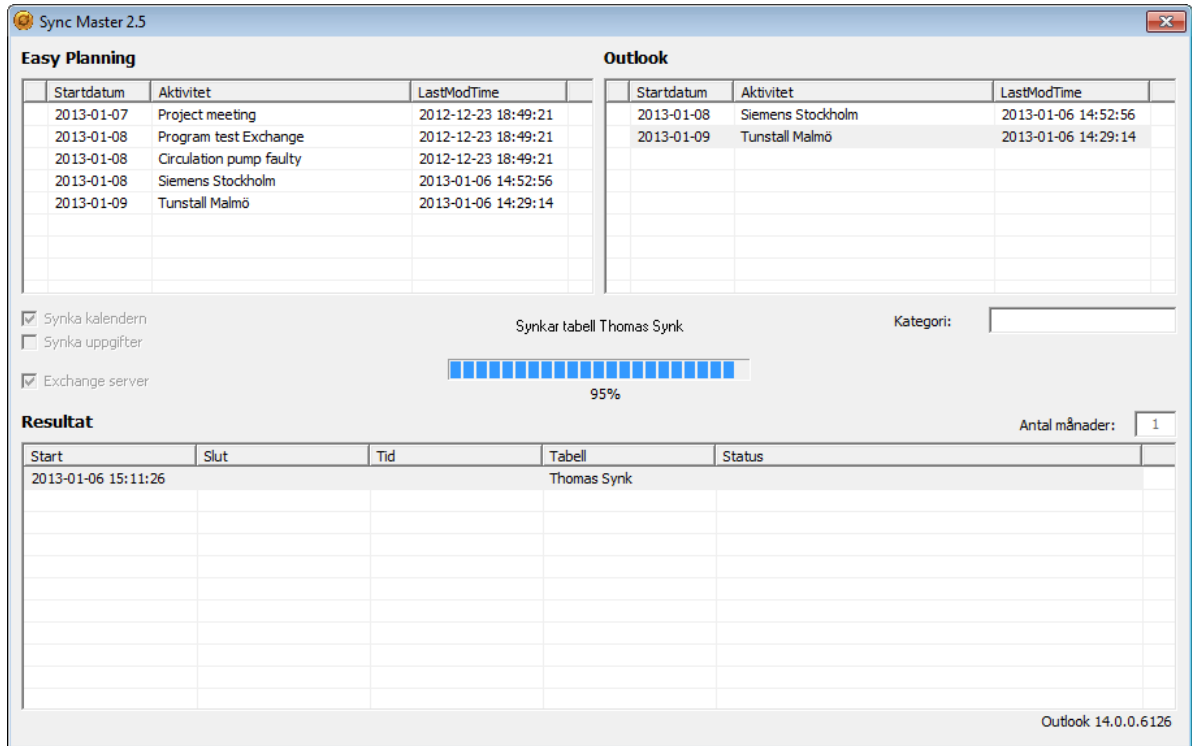 Sync Master 2.5
Easy Planning
Startdatum Aktivitet LastModTime
2013-01-07 Project meeting 2012-12-23 18:49:21
2013-01-08 Program test Exchange 2012-12-23 18:49:21
2013-01-08 Circulation pump faulty 2012-12-23 18:49:21
2013-01-08 Siemens Stockholm 2013-01-06 14:52:56
2013-01-09 Tunstall Malmö 2013-01-06 14:29:14
Outlook
Startdatum Aktivitet LastModTime
2013-01-08 Siemens Stockholm 2013-01-06 14:52:56
2013-01-09 Tunstall Malmö 2013-01-06 14:29:14
Synka kalendern
Synka uppgifter
Exchange server
Synkar tabell Thomas Synk
95%
Kategori:
Resultat
Antal månader: 1
Start Slut Tid Tabell Status
2013-01-06 15:11:26 Thomas Synk
Outlook 14.0.0.6126